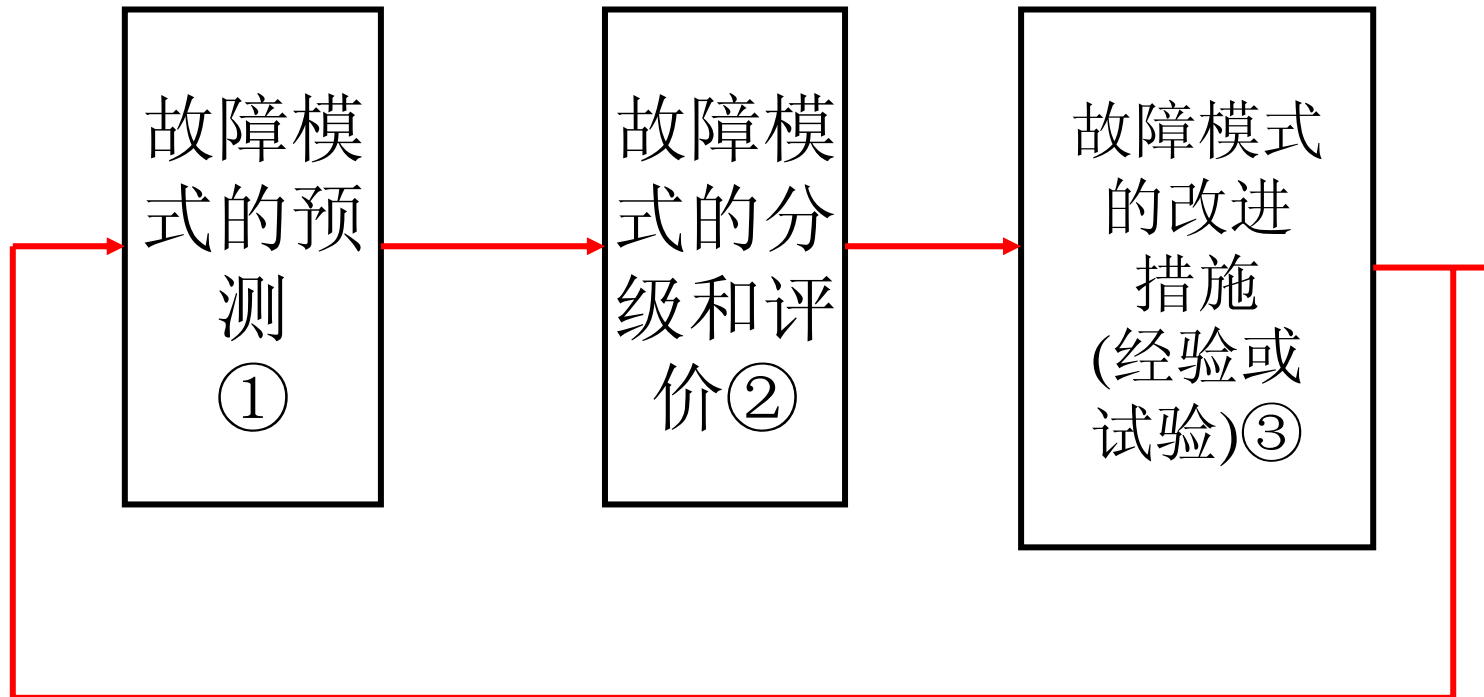 故障模
式的预
测
①
故障模
式的分
级和评
价②
故障模式
的改进
措施
(经验或
试验)③